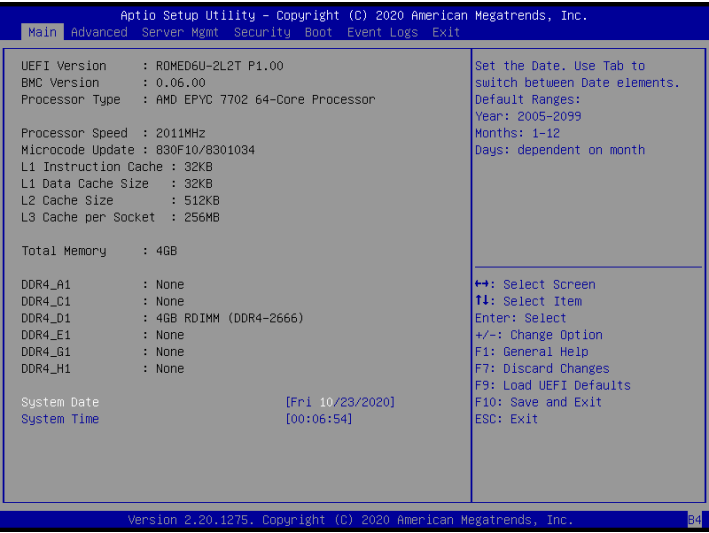 Aptio Setup Utility – Copyright (C) 2020 American Megatrends, Inc.
Main Advanced Server Mgmt Security Boot Event Logs Exit
UEFI Version : ROMED6U-2L2T P1.00
BMC Version : 0.06.00
Processor Type : AMD EPYC 7702 64-Core Processor
Processor Speed : 2011MHz
Microcode Update : 830F10/8301034
L1 Instruction Cache : 32KB
L1 Data Cache Size : 32KB
L2 Cache Size : 512KB
L3 Cache per Socket : 256MB
Total Memory : 4GB
DDR4_A1 : None
DDR4_C1 : None
DDR4_D1 : 4GB RDIMM (DDR4-2666)
DDR4_E1 : None
DDR4_G1 : None
DDR4_H1 : None
System Date [Fri 10/23/2020]
System Time [00:06:54]
Set the Date. Use Tab to
switch between Date elements.
Default Ranges:
Year: 2005-2099
Months: 1-12
Days: dependent on month
↔: Select Screen
↑↓: Select Item
Enter: Select
+/-: Change Option
F1: General Help
F7: Discard Changes
F9: Load UEFI Defaults
F10: Save and Exit
ESC: Exit
Version 2.20.1275. Copyright (C) 2020 American Megatrends, Inc.
B4